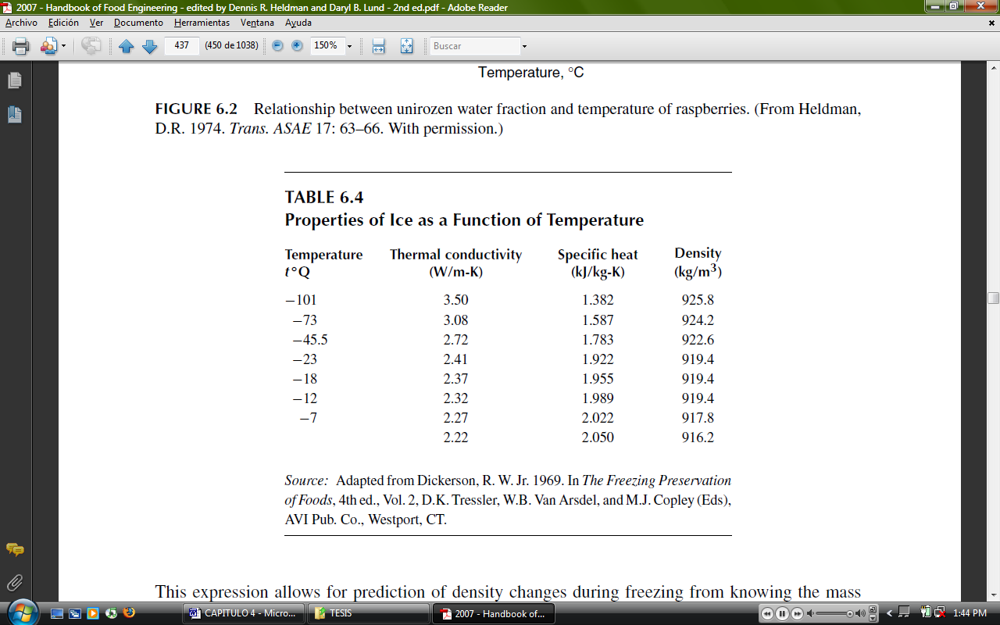 2007 - Handbook of Food Engineering - edited by Dennis R. Heldman and Daryl B. Lund - 2nd ed.pdf - Adobe Reader
Archivo Edición Ver Documento Herramientas Ventana Ayuda
437 (450 de 1038) 150% Buscar
Temperature, °C
FIGURE 6.2 Relationship between unirozen water fraction and temperature of raspberries. (From Heldman,
D.R. 1974. Trans. ASAE 17: 63–66. With permission.)
TABLE 6.4
Properties of Ice as a Function of Temperature
Temperature Thermal conductivity Specific heat Density
t°Q (W/m-K) (kJ/kg-K) (kg/m³)
−101 3.50 1.382 925.8
−73 3.08 1.587 924.2
−45.5 2.72 1.783 922.6
−23 2.41 1.922 919.4
−18 2.37 1.955 919.4
−12 2.32 1.989 919.4
−7 2.27 2.022 917.8
2.22 2.050 916.2
Source: Adapted from Dickerson, R. W. Jr. 1969. In The Freezing Preservation
of Foods, 4th ed., Vol. 2, D.K. Tressler, W.B. Van Arsdel, and M.J. Copley (Eds),
AVI Pub. Co., Westport, CT.
This expression allows for prediction of density changes during freezing from knowing the mass
CAPITULO 4 - Micro... TESIS 2007 - Handbook of... 1:44 PM